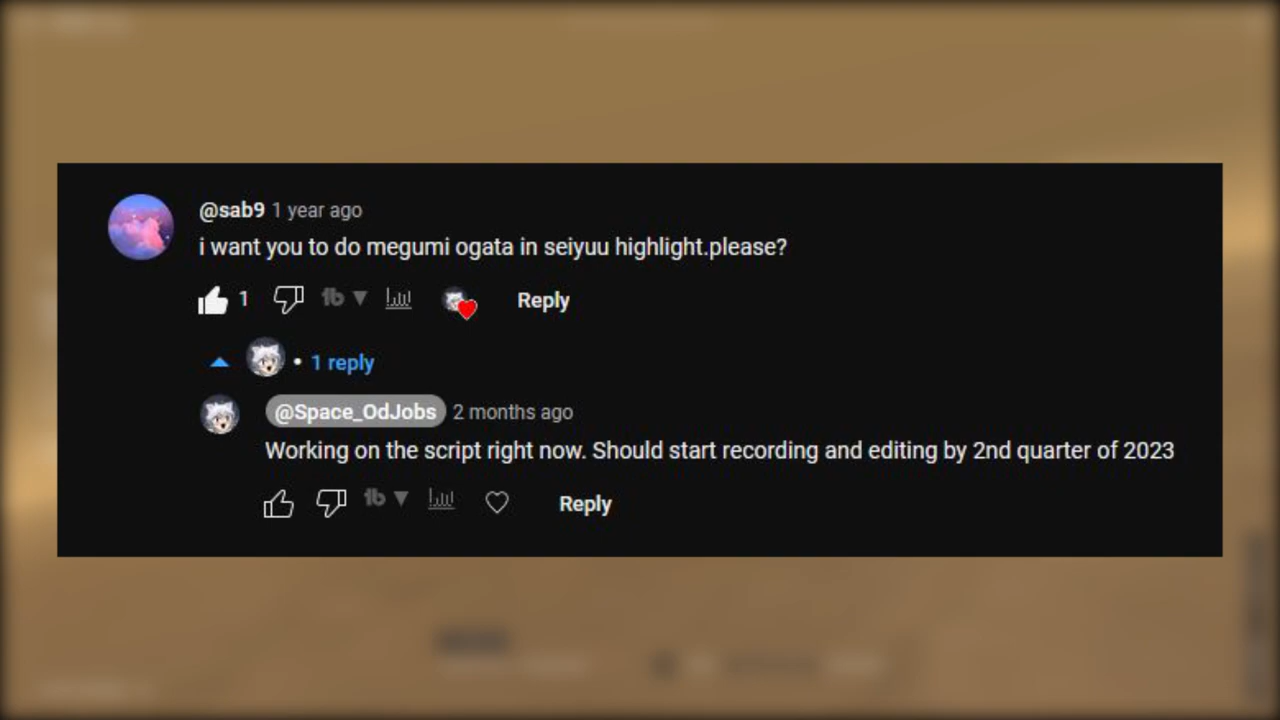 @sab9 1 year ago
i want you to do megumi ogata in seiyuu highlight.please?
1 Reply
• 1 reply
@Space_OdJobs 2 months ago
Working on the script right now. Should start recording and editing by 2nd quarter of 2023
Reply